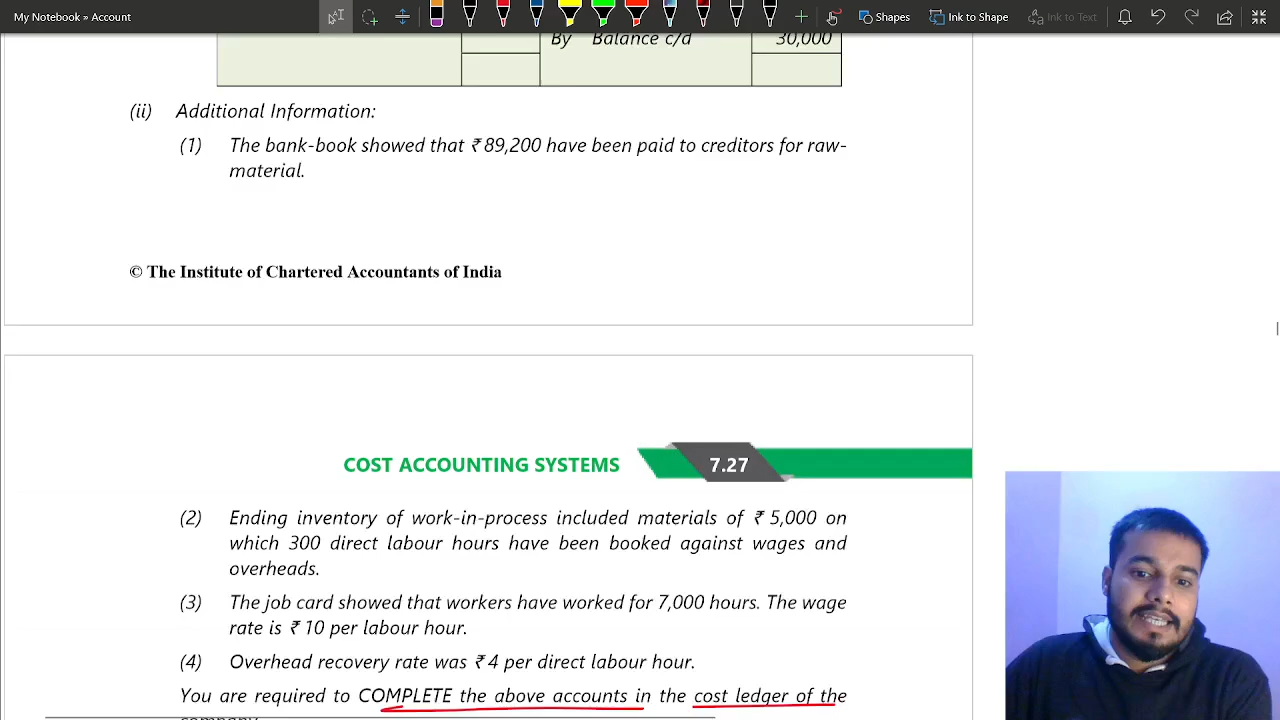 My Notebook » Account
Shapes
Ink to Shape
Ink to Text
By Balance c/d 30,000
(ii) Additional Information:
(1) The bank-book showed that ₹ 89,200 have been paid to creditors for raw-
material.
© The Institute of Chartered Accountants of India
COST ACCOUNTING SYSTEMS 7.27
(2) Ending inventory of work-in-process included materials of ₹ 5,000 on
which 300 direct labour hours have been booked against wages and
overheads.
(3) The job card showed that workers have worked for 7,000 hours. The wage
rate is ₹ 10 per labour hour.
(4) Overhead recovery rate was ₹ 4 per direct labour hour.
You are required to COMPLETE the above accounts in the cost ledger of the
company.